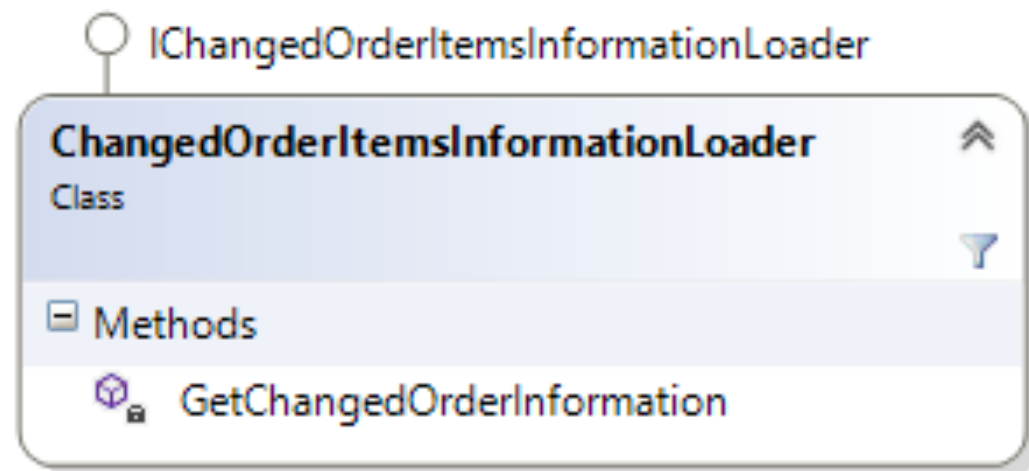 IChangedOrderItemsInformationLoader
ChangedOrderItemsInformationLoader
Class
Methods
GetChangedOrderInformation